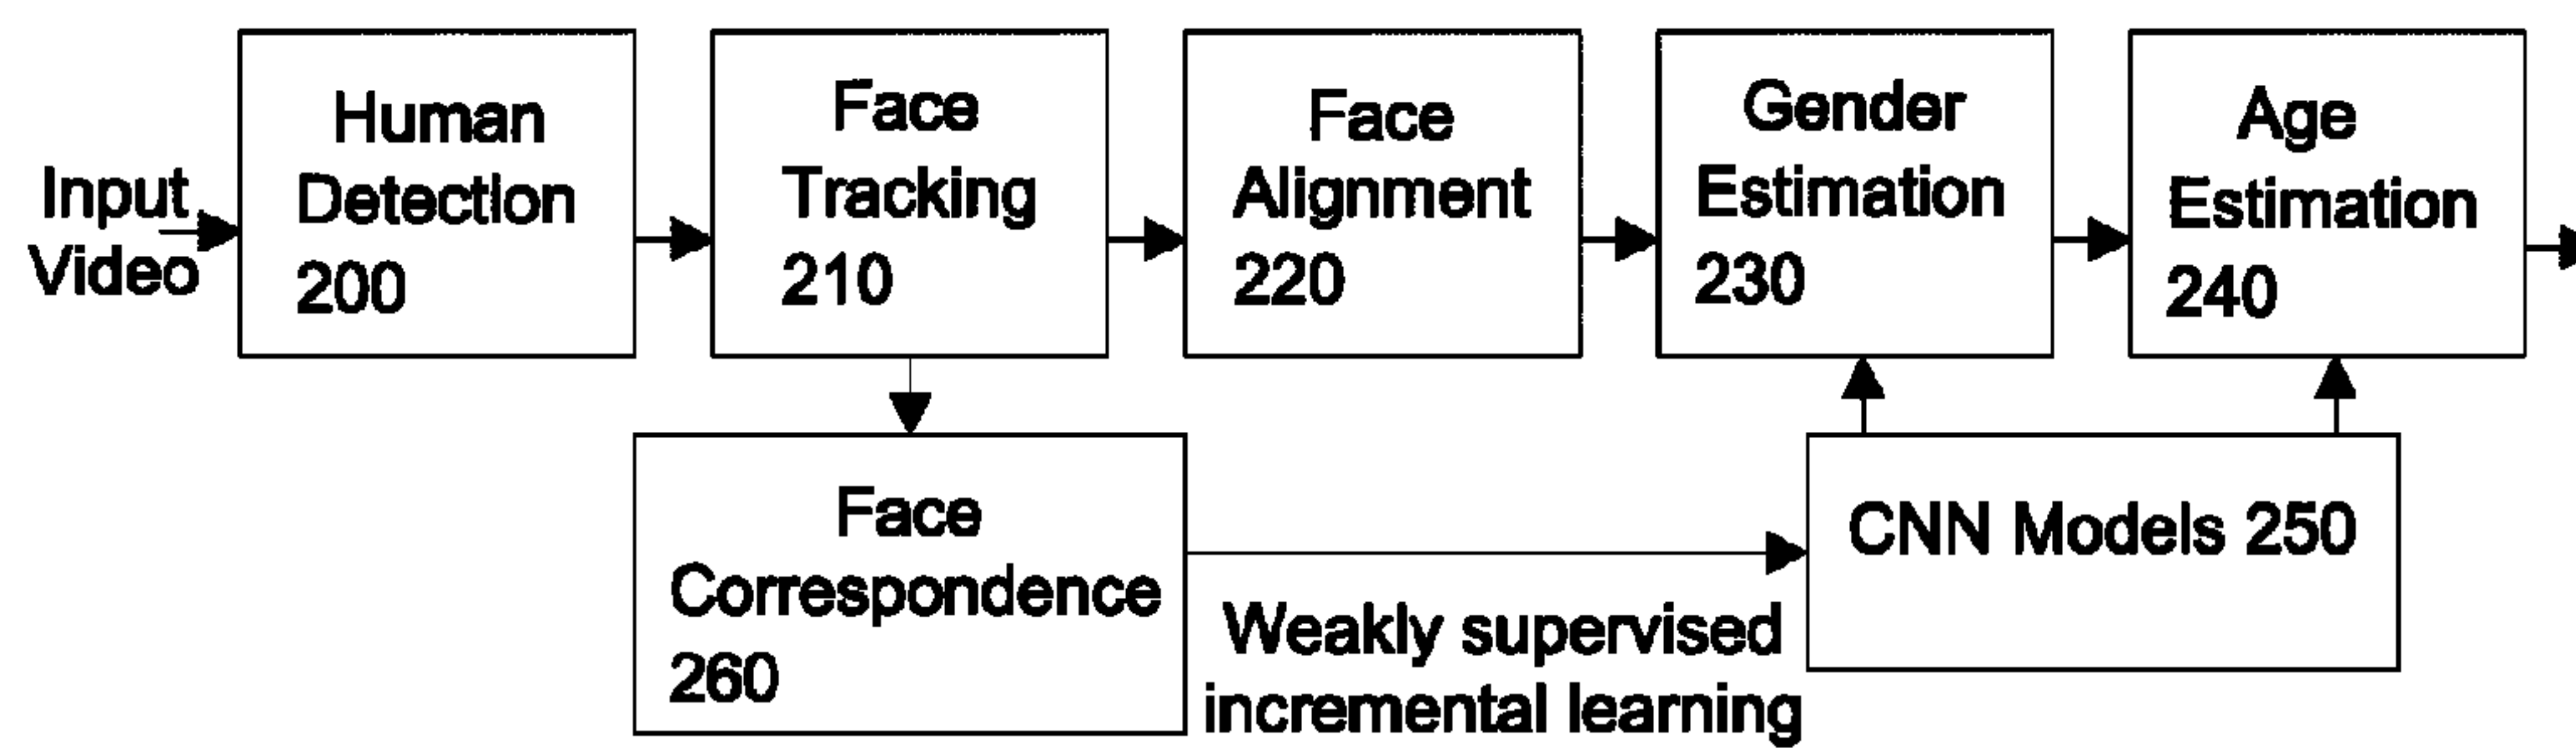 Input
Video
Human
Detection
200
Face
Tracking
210
Face
Alignment
220
Gender
Estimation
230
Age
Estimation
240
Face
Correspondence
260
Weakly supervised
incremental learning
CNN Models 250